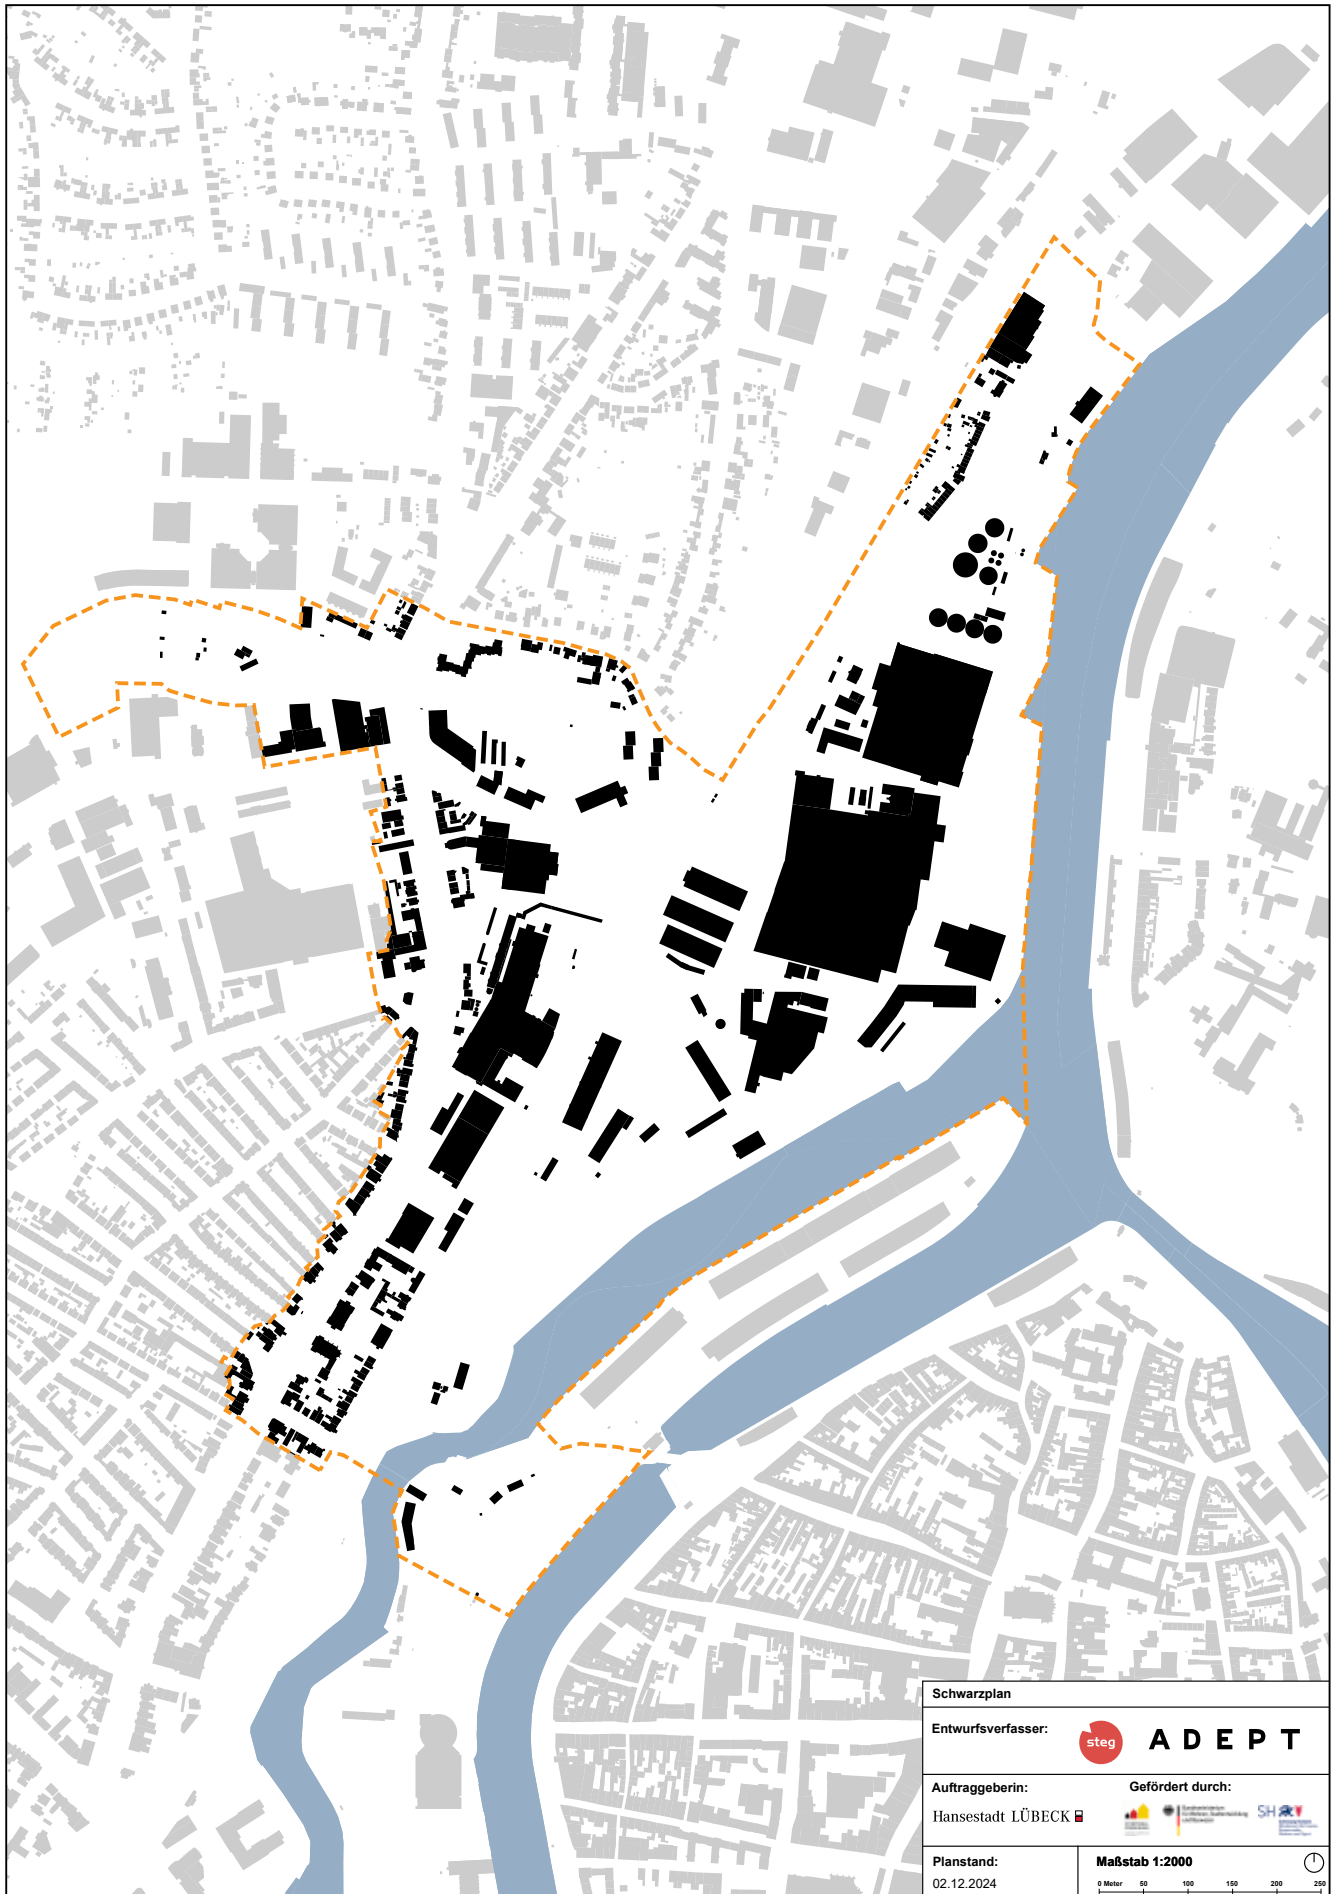 Schwarzplan
Entwurfsverfasser:
steg
ADEPT
Auftraggeberin:
Gefördert durch:
Hansestadt LÜBECK
SH
Planstand:
Maßstab 1:2000
02.12.2024
0 Meter 50 100 150 200 250